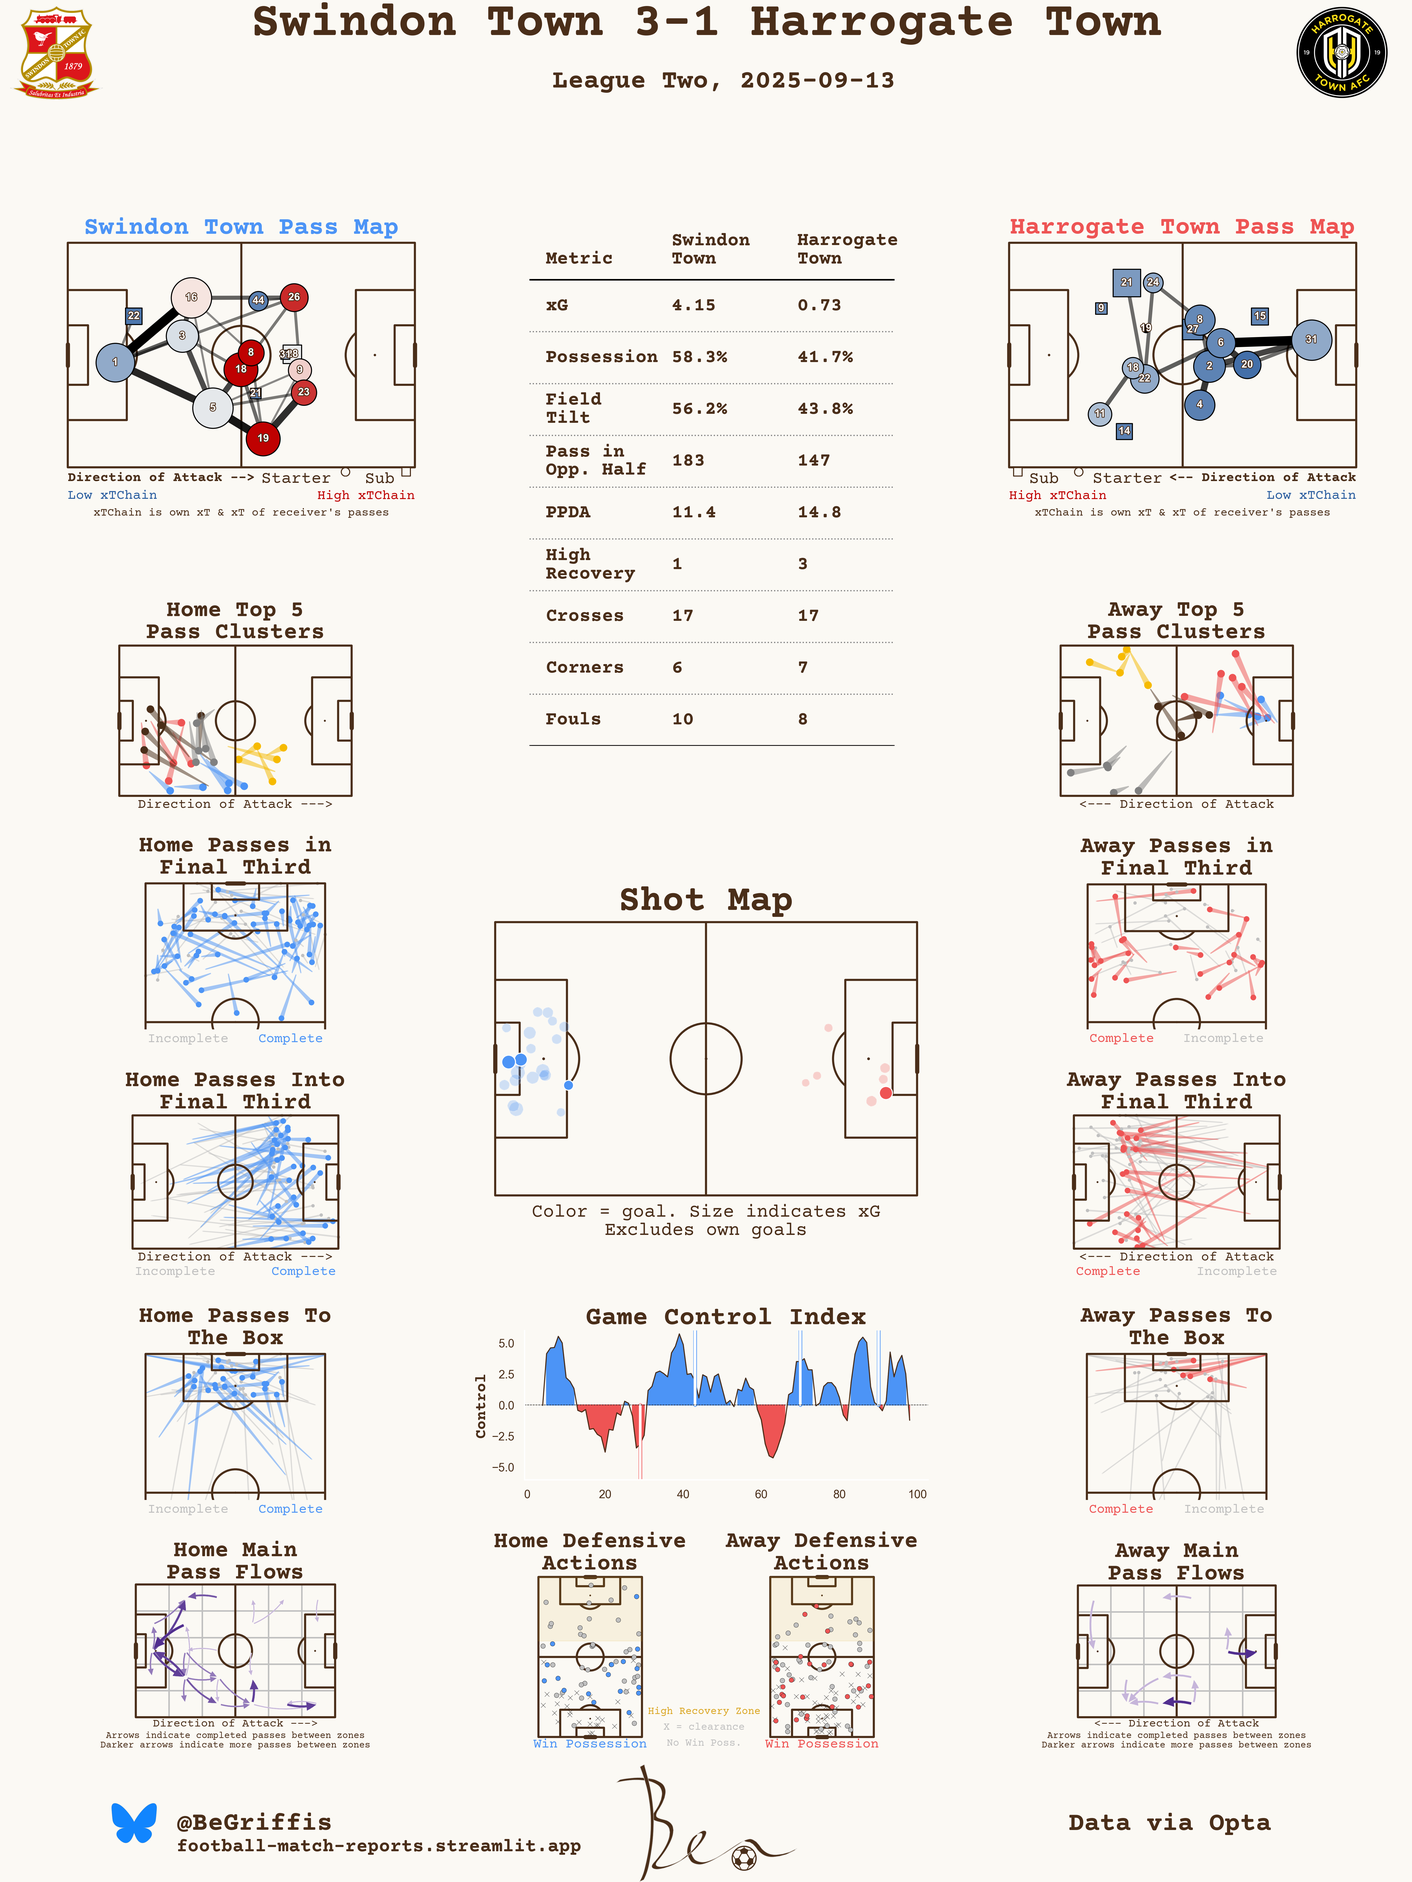 Swindon Town 3-1 Harrogate Town
League Two, 2025-09-13
SWINDON TOWN FC
1879
Salubritas Et Industria
HARROGATE
19 19
TOWN AFC
Swindon Town Pass Map
22
1
16
3
5
44
26
8
18
18
9
21
23
19
Direction of Attack --> Starter Sub
Low xTChain High xTChain
xTChain is own xT & xT of receiver's passes
Metric Swindon Town Harrogate Town
xG 4.15 0.73
Possession 58.3% 41.7%
Field Tilt 56.2% 43.8%
Pass in Opp. Half 183 147
PPDA 11.4 14.8
High Recovery 1 3
Crosses 17 17
Corners 6 7
Fouls 10 8
Harrogate Town Pass Map
21
24
9
19
8
27
6
15
31
18
22
2
20
11
14
4
Sub Starter <-- Direction of Attack
High xTChain Low xTChain
xTChain is own xT & xT of receiver's passes
Home Top 5
Pass Clusters
Direction of Attack --->
Away Top 5
Pass Clusters
<--- Direction of Attack
Home Passes in
Final Third
Incomplete Complete
Away Passes in
Final Third
Complete Incomplete
Shot Map
Color = goal. Size indicates xG
Excludes own goals
Home Passes Into
Final Third
Direction of Attack --->
Incomplete Complete
Away Passes Into
Final Third
<--- Direction of Attack
Complete Incomplete
Home Passes To
The Box
Incomplete Complete
Game Control Index
Control
5.0
2.5
0.0
−2.5
−5.0
0 20 40 60 80 100
Away Passes To
The Box
Complete Incomplete
Home Main
Pass Flows
Direction of Attack --->
Arrows indicate completed passes between zones
Darker arrows indicate more passes between zones
Home Defensive
Actions
Win Possession
High Recovery Zone
X = clearance
No Win Poss.
Away Defensive
Actions
Win Possession
Away Main
Pass Flows
<--- Direction of Attack
Arrows indicate completed passes between zones
Darker arrows indicate more passes between zones
@BeGriffis
football-match-reports.streamlit.app
Ben
Data via Opta